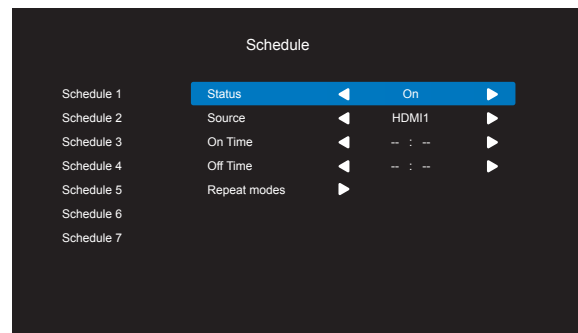 Schedule
Schedule 1 Status On
Schedule 2 Source HDMI1
Schedule 3 On Time -- : --
Schedule 4 Off Time -- : --
Schedule 5 Repeat modes
Schedule 6
Schedule 7